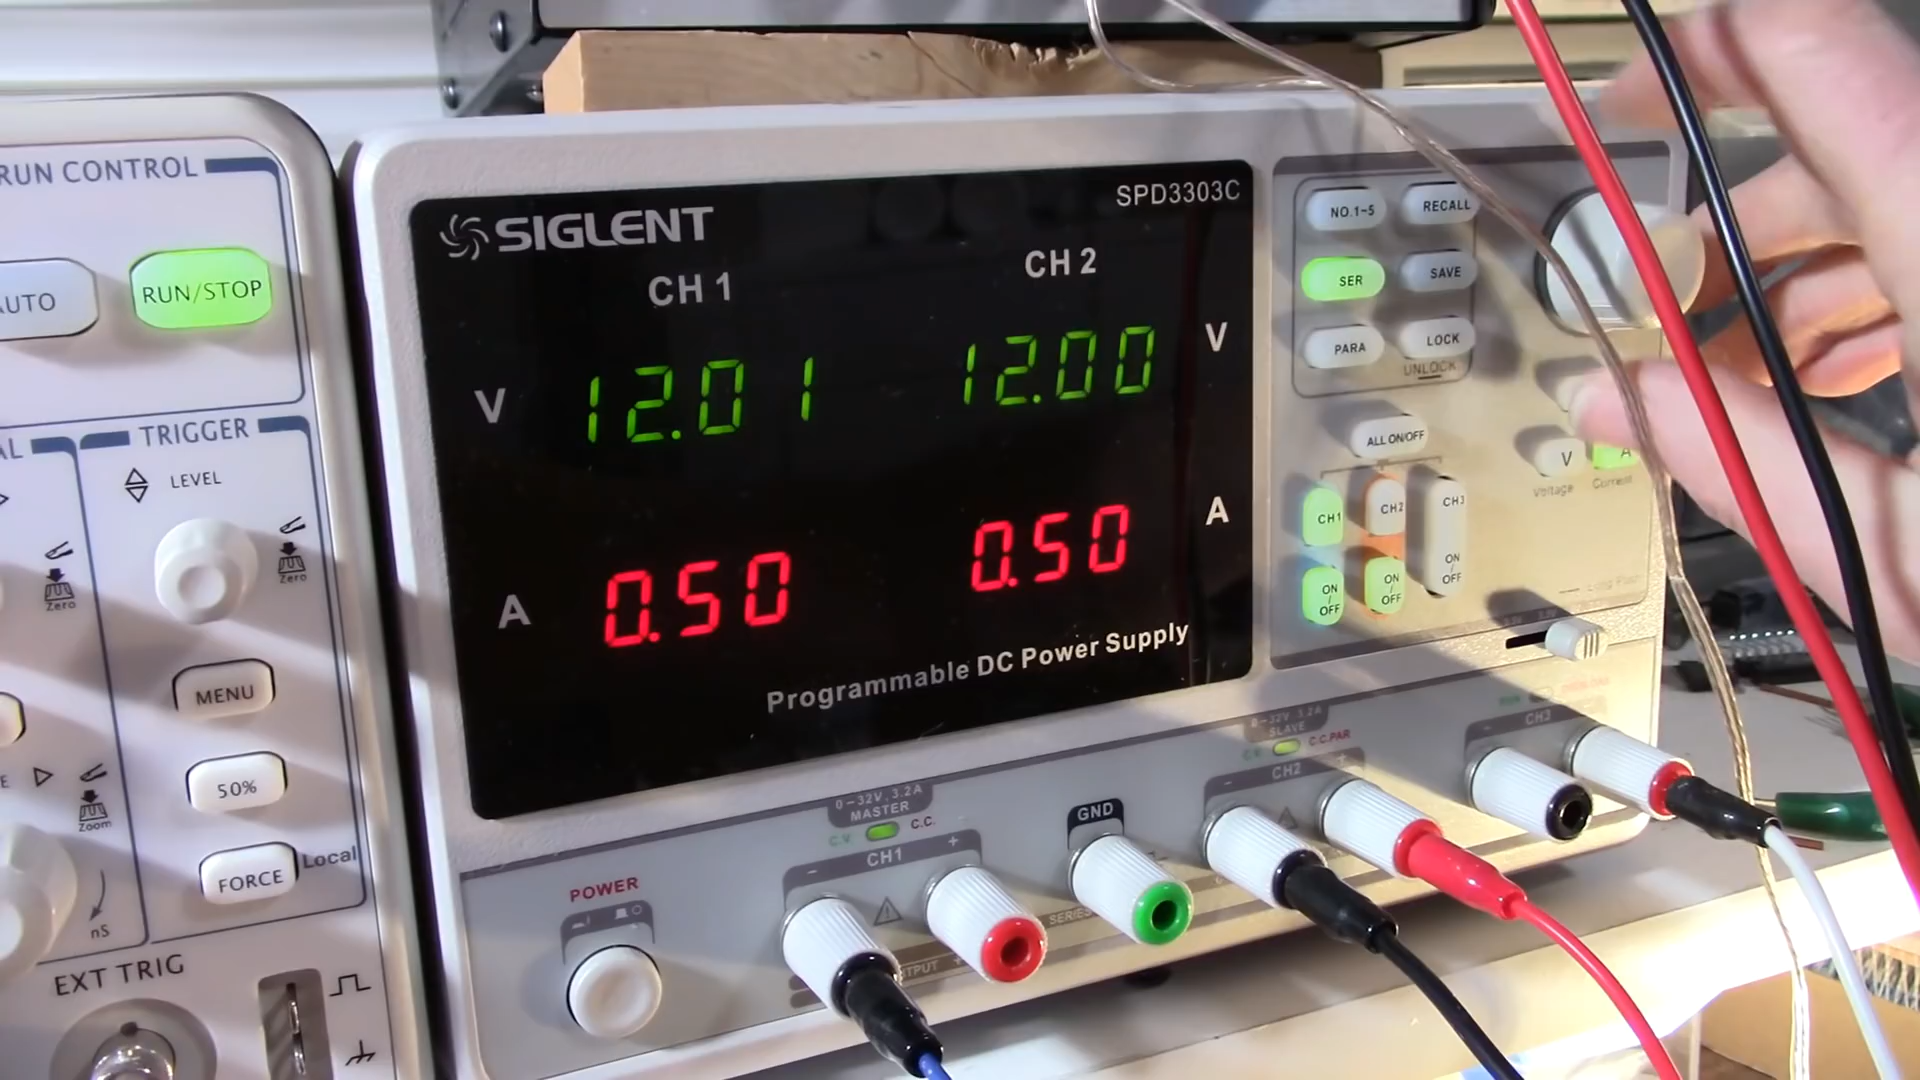 RUN CONTROL
AUTO
RUN/STOP
TRIGGER
LEVEL
Zero
Zero
MENU
50%
Zoom
FORCE
Local
nS
EXT TRIG
SIGLENT
SPD3303C
CH 1
CH 2
V
12.01
12.00
V
A
0.50
0.50
A
Programmable DC Power Supply
NO.1~5
RECALL
SER
SAVE
PARA
LOCK
UNLOCK
ALL ON/OFF
V
A
Voltage
Current
CH1
CH2
CH3
ON/OFF
ON/OFF
ON/OFF
POWER
0~32V,3.2A
MASTER
C.V
C.C.
CH1
-
+
GND
SERIES
0~32V,3.2A
SLAVE
C.V
C.C.PAR
CH2
-
+
CH3